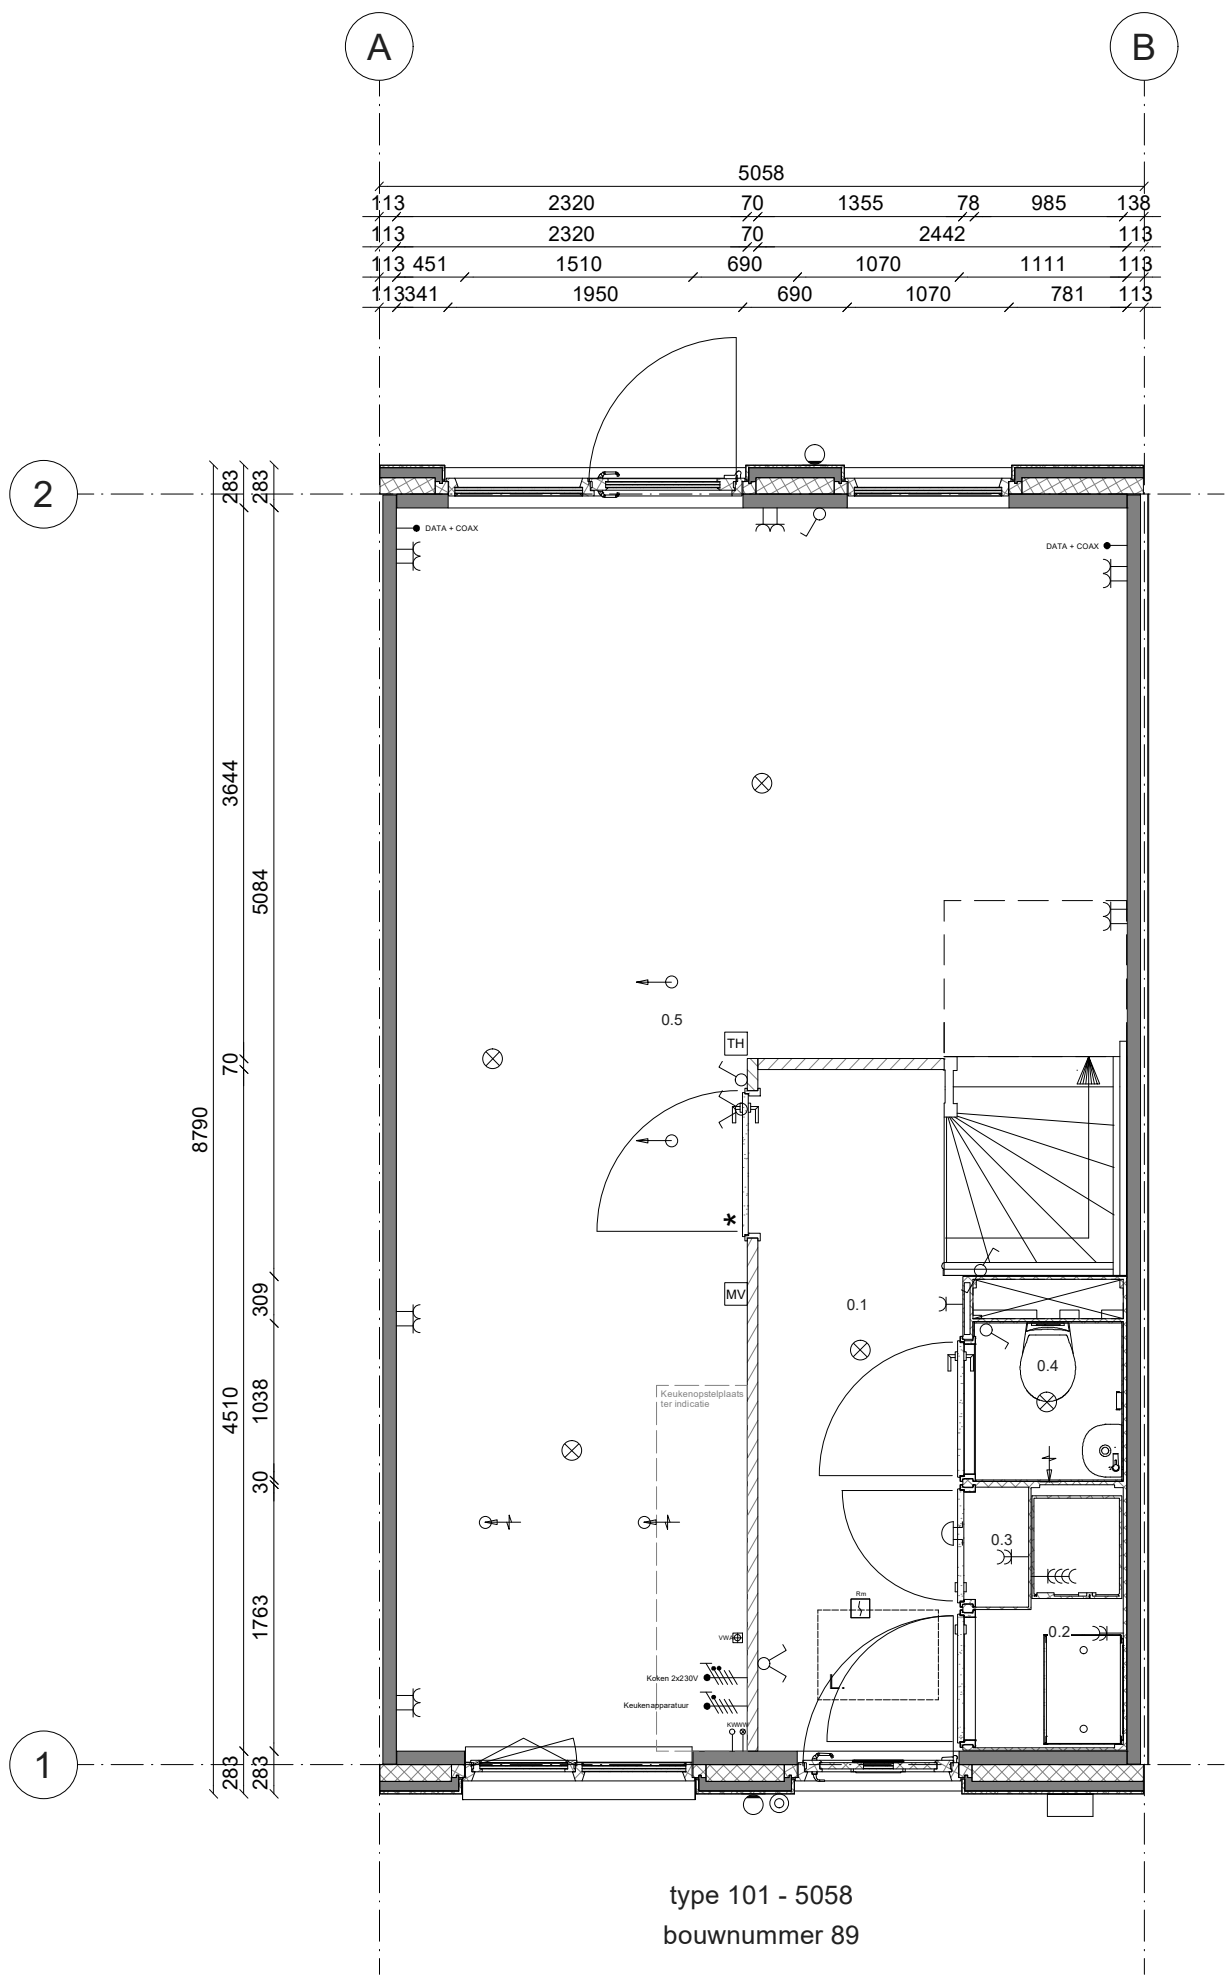 A
B
5058
113 2320 70 1355 78 985 138
113 2320 70 2442 113
113 451 1510 690 1070 1111 113
113 341 1950 690 1070 781 113
2
283 283
DATA + COAX
DATA + COAX
3644
5084
0.5
TH
70
8790
*
309
MV
0.1
0.4
4510
1038
Keukenopstelplaats
ter indicatie
30
0.3
Rm
1763
0.2
Koken 2x230V
L.
Keukenapparatuur
1
283 283
type 101 - 5058
bouwnummer 89